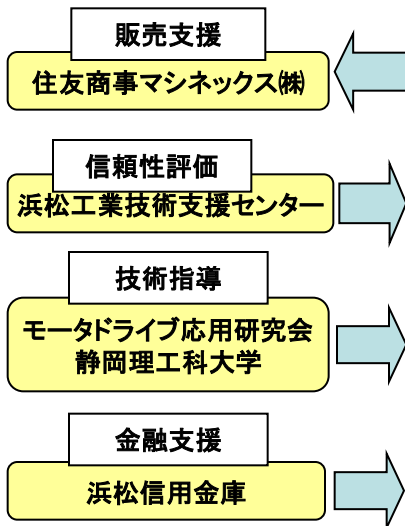 販売支援
住友商事マシネックス㈱
信頼性評価
浜松工業技術支援センター
技術指導
モータドライブ応用研究会
静岡理工科大学
金融支援
浜松信用金庫